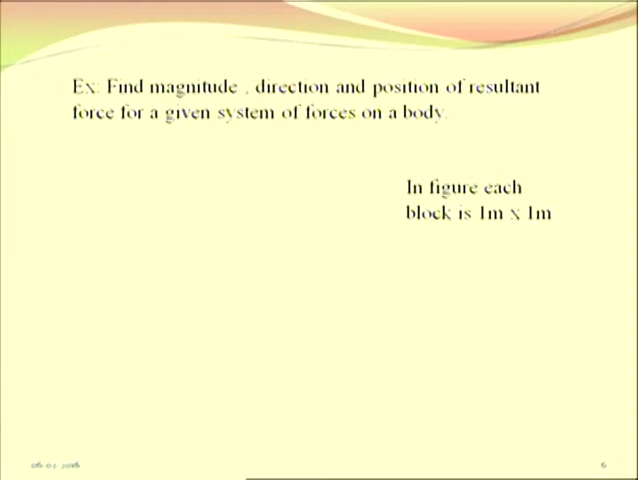 Ex: Find magnitude , direction and position of resultant
force for a given system of forces on a body.
In figure each
block is 1m x 1m
6